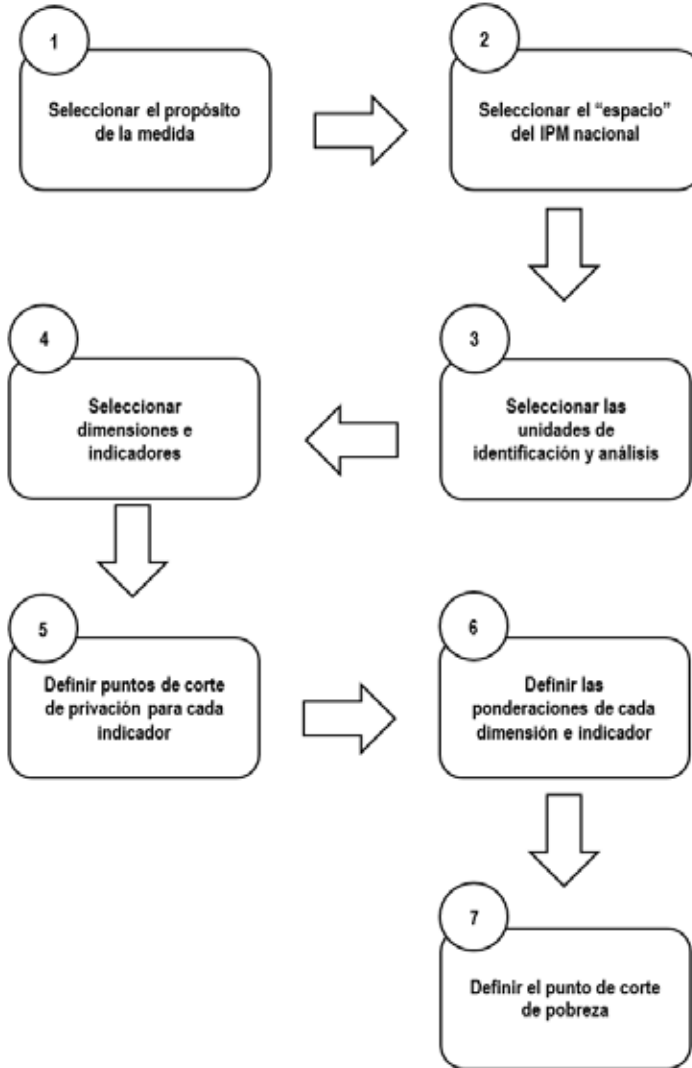 1
Seleccionar el propósito
de la medida
2
Seleccionar el “espacio”
del IPM nacional
3
Seleccionar las
unidades de
identificación y análisis
4
Seleccionar
dimensiones e
indicadores
5
Definir puntos de corte
de privación para cada
indicador
6
Definir las
ponderaciones de cada
dimensión e indicador
7
Definir el punto de corte
de pobreza